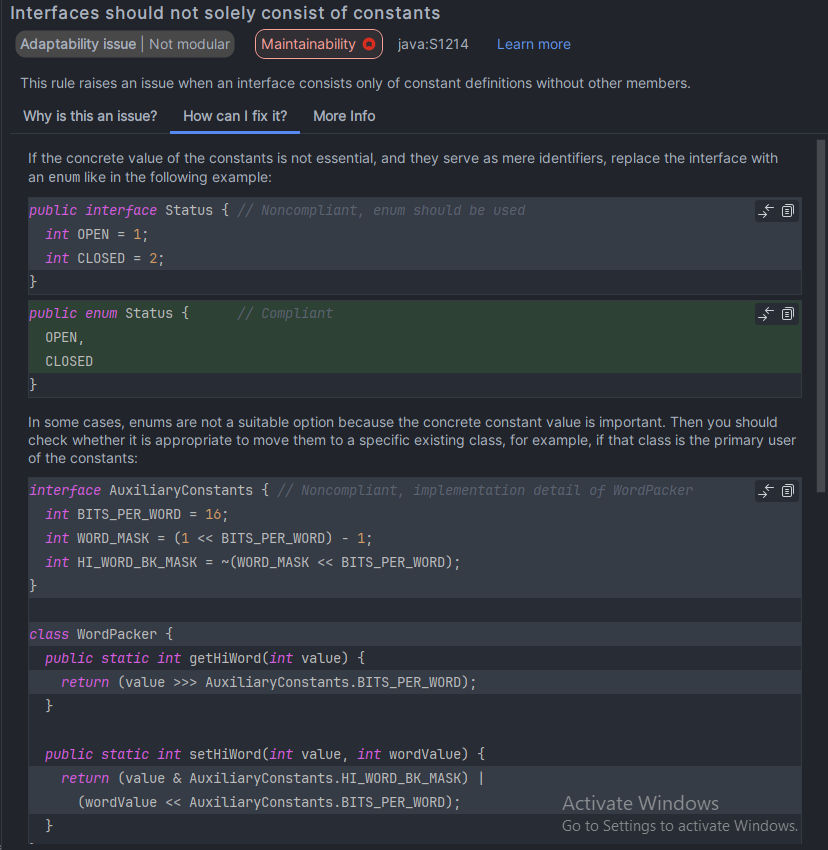 Interfaces should not solely consist of constants
Adaptability issue | Not modular Maintainability java:S1214 Learn more
This rule raises an issue when an interface consists only of constant definitions without other members.
Why is this an issue? How can I fix it? More Info
If the concrete value of the constants is not essential, and they serve as mere identifiers, replace the interface with
an enum like in the following example:
public interface Status { // Noncompliant, enum should be used
  int OPEN = 1;
  int CLOSED = 2;
}
public enum Status {      // Compliant
  OPEN,
  CLOSED
}
In some cases, enums are not a suitable option because the concrete constant value is important. Then you should
check whether it is appropriate to move them to a specific existing class, for example, if that class is the primary user
of the constants:
interface AuxiliaryConstants { // Noncompliant, implementation detail of WordPacker
  int BITS_PER_WORD = 16;
  int WORD_MASK = (1 << BITS_PER_WORD) - 1;
  int HI_WORD_BK_MASK = ~(WORD_MASK << BITS_PER_WORD);
}
class WordPacker {
  public static int getHiWord(int value) {
    return (value >>> AuxiliaryConstants.BITS_PER_WORD);
  }
  public static int setHiWord(int value, int wordValue) {
    return (value & AuxiliaryConstants.HI_WORD_BK_MASK) |
      (wordValue << AuxiliaryConstants.BITS_PER_WORD);
  }
Activate Windows
Go to Settings to activate Windows.